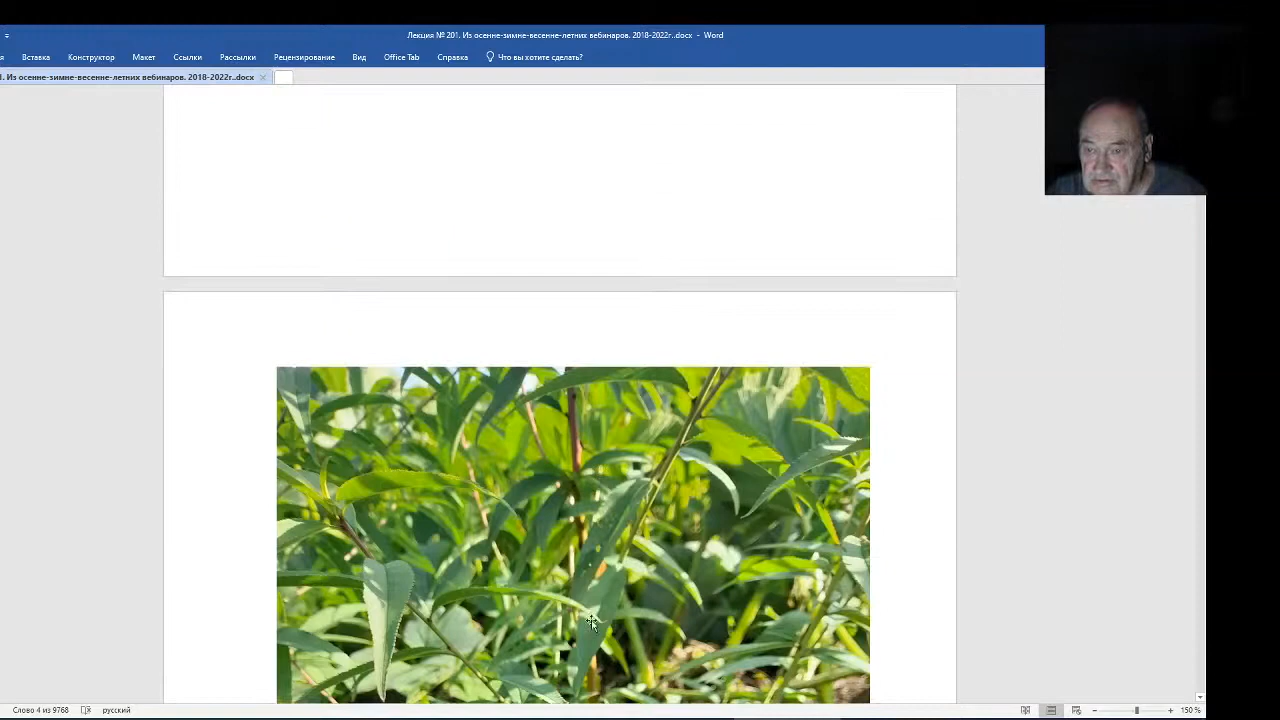 Лекция № 201. Из осенне-зимне-весенне-летних вебинаров. 2018-2022г..docx - Word
Вставка Конструктор Макет Ссылки Рассылки Рецензирование Вид Office Tab Справка Что вы хотите сделать?
1. Из осенне-зимне-весенне-летних вебинаров. 2018-2022г..docx
Слово 4 из 9768 русский 150 %